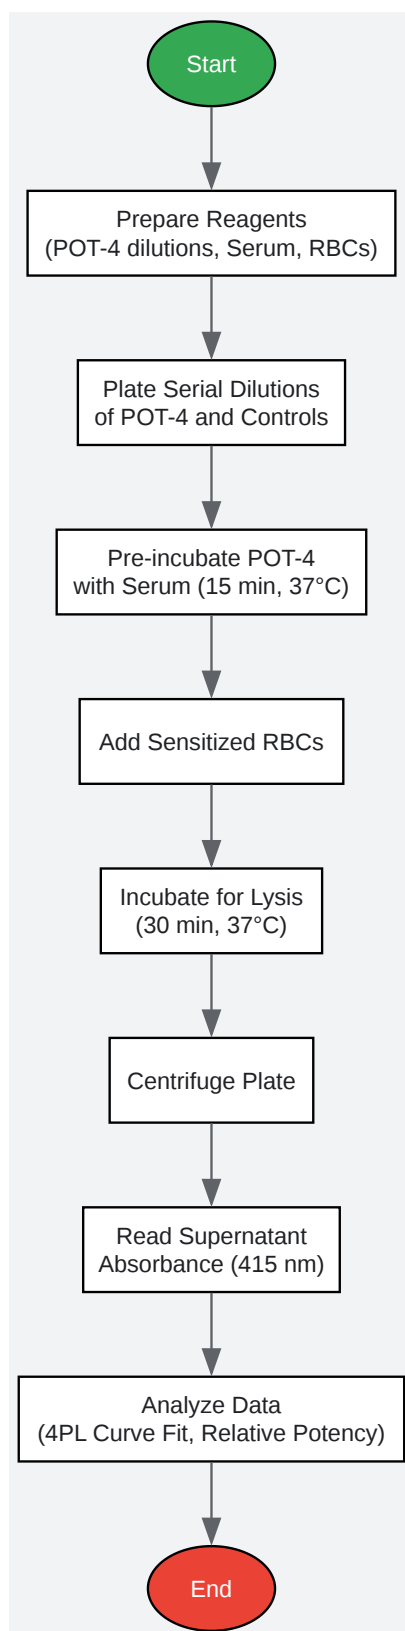 Start
Prepare Reagents
(POT-4 dilutions, Serum, RBCs)
Plate Serial Dilutions
of POT-4 and Controls
Pre-incubate POT-4
with Serum (15 min, 37°C)
Add Sensitized RBCs
Incubate for Lysis
(30 min, 37°C)
Centrifuge Plate
Read Supernatant
Absorbance (415 nm)
Analyze Data
(4PL Curve Fit, Relative Potency)
End